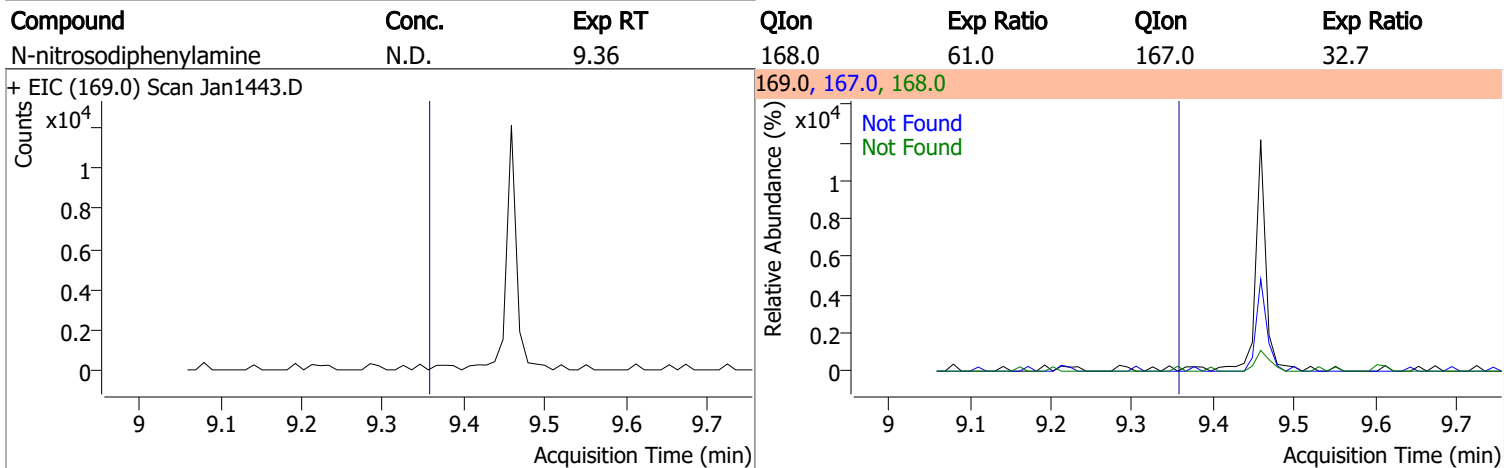 Compound Conc. Exp RT QIon Exp Ratio QIon Exp Ratio
N-nitrosodiphenylamine N.D. 9.36 168.0 61.0 167.0 32.7
+ EIC (169.0) Scan Jan1443.D
Counts
x10⁴
1
0.8
0.6
0.4
0.2
0
9 9.1 9.2 9.3 9.4 9.5 9.6 9.7
Acquisition Time (min)
169.0, 167.0, 168.0
Relative Abundance (%)
x10⁴
Not Found
Not Found
1
0.8
0.6
0.4
0.2
0
9 9.1 9.2 9.3 9.4 9.5 9.6 9.7
Acquisition Time (min)